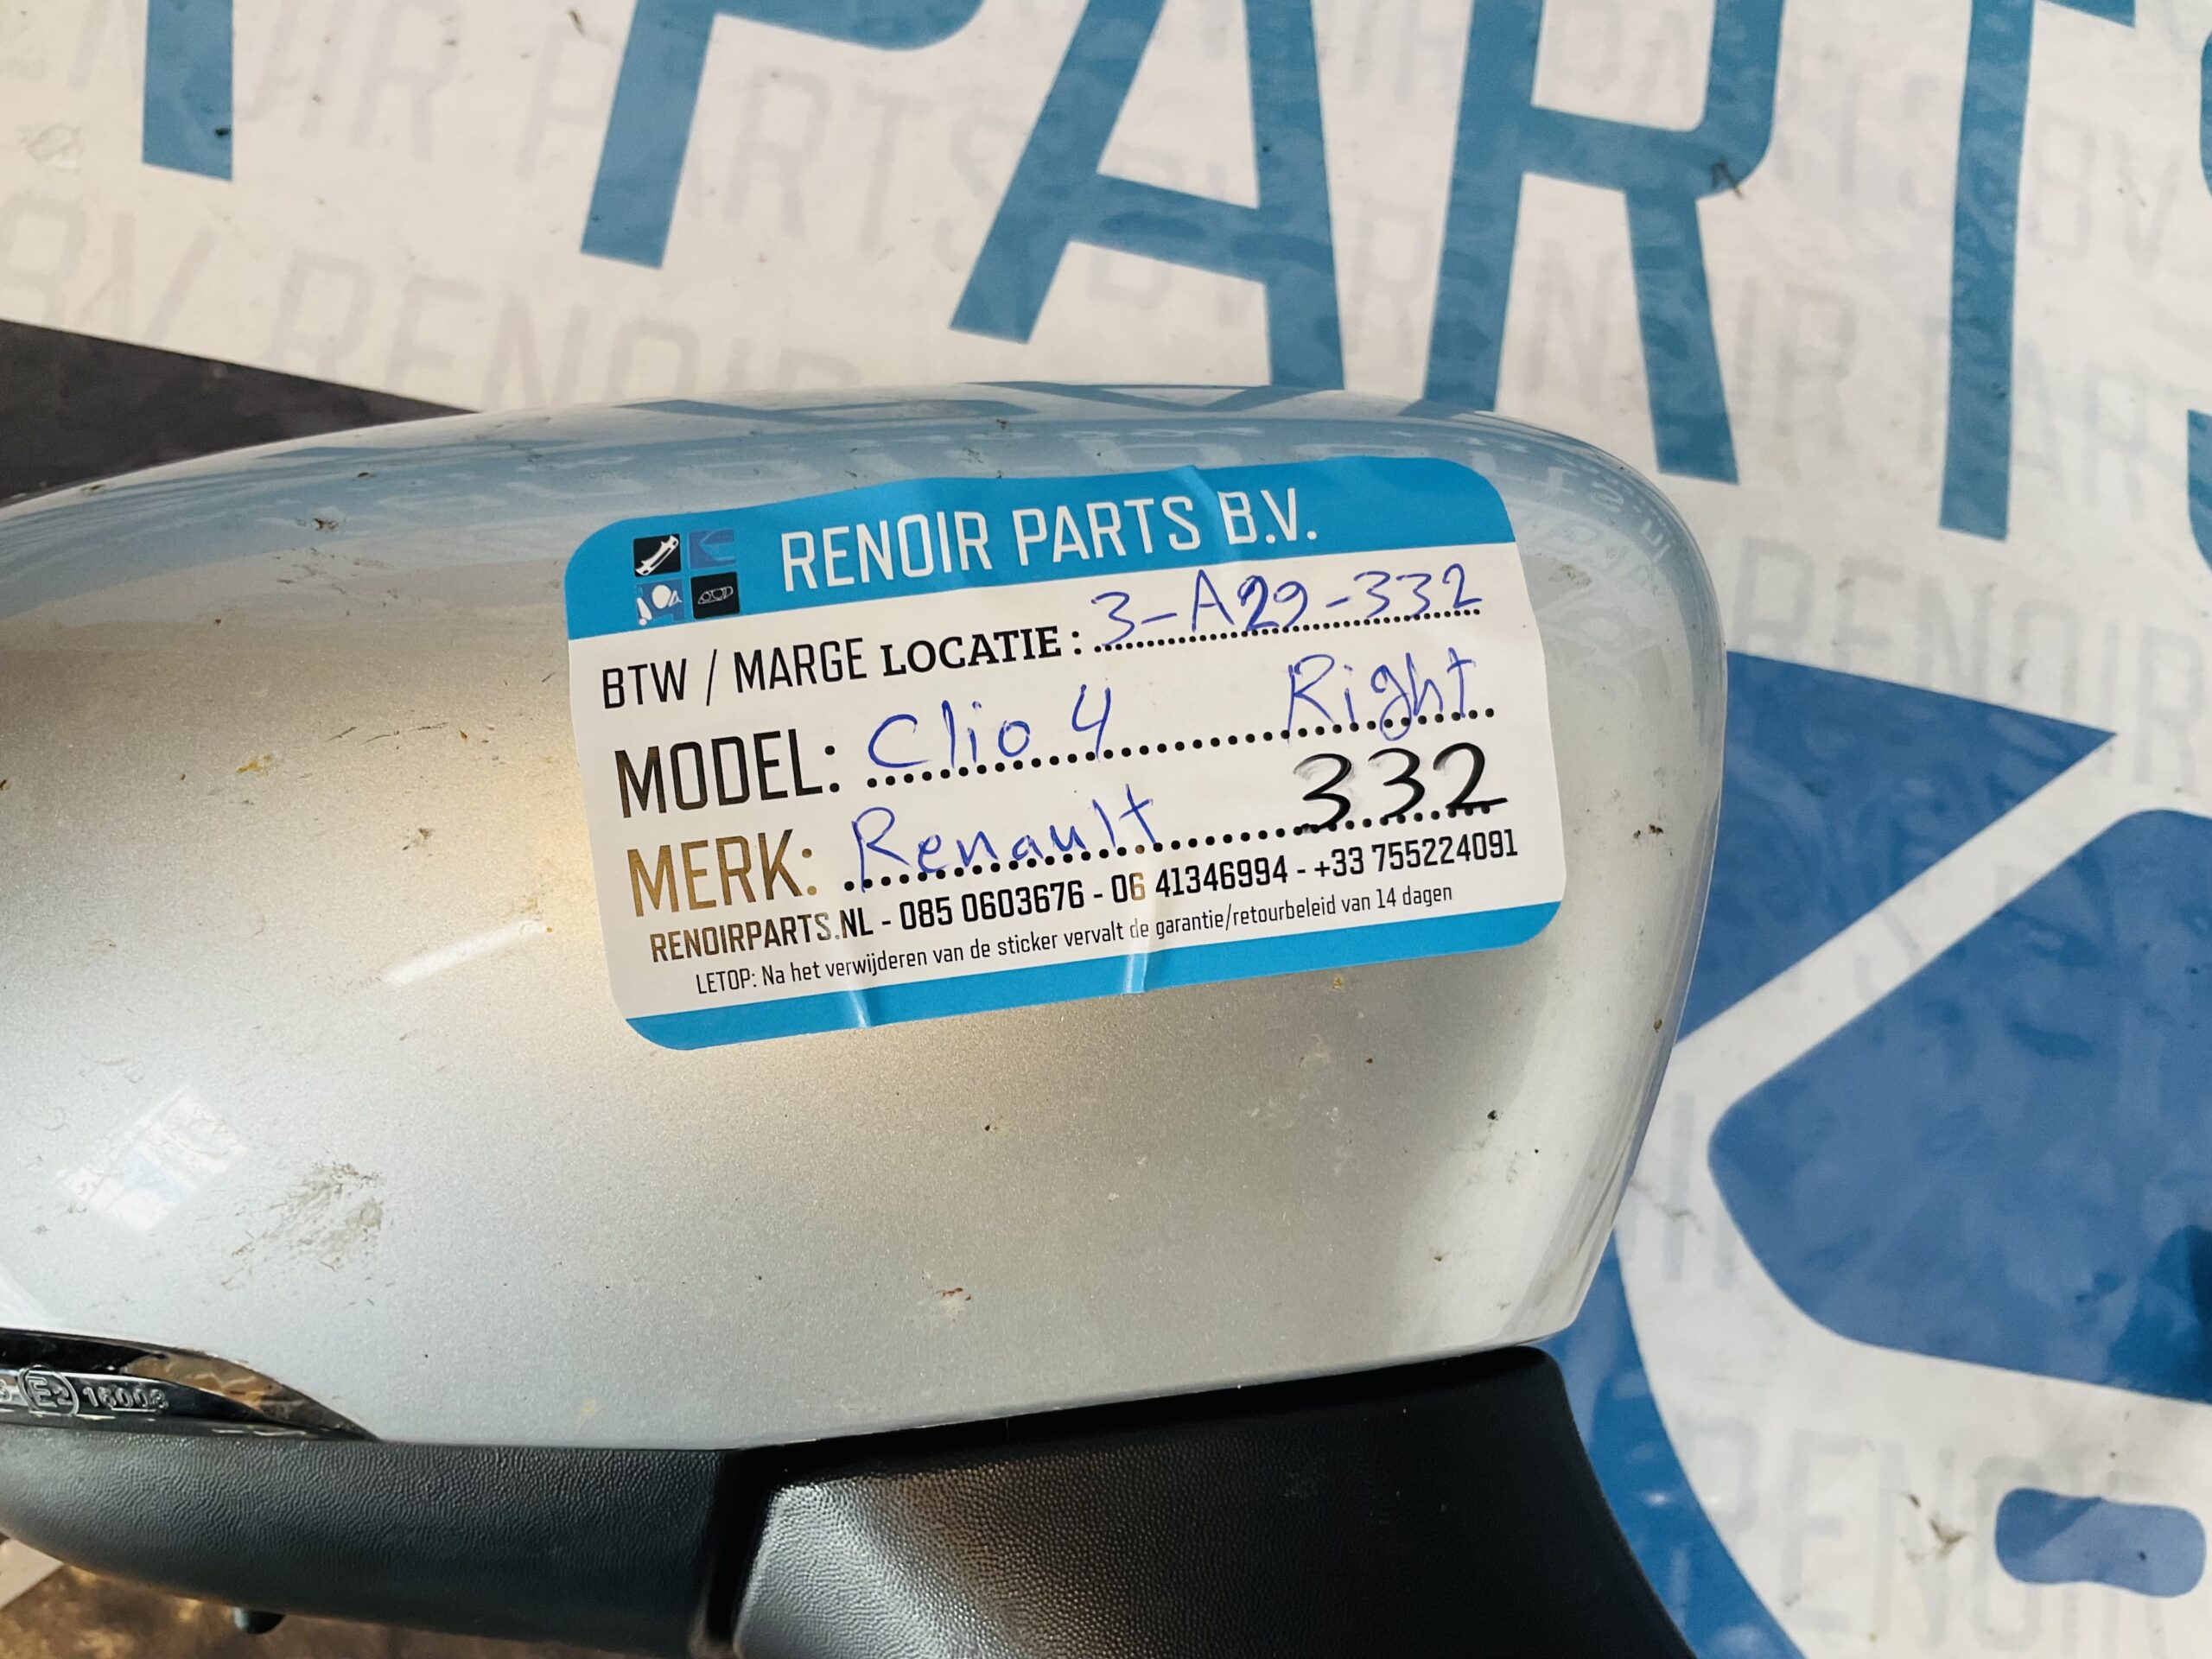 PARTS
RENOIR PARTS B.V.
BTW / MARGE LOCATIE: 3-A29-332
MODEL: Clio 4 Right
MERK: Renault 332
RENOIRPARTS.NL - 085 0603676 - 06 41346994 - +33 755224091
LETOP: Na het verwijderen van de sticker vervalt de garantie/retourbeleid van 14 dagen